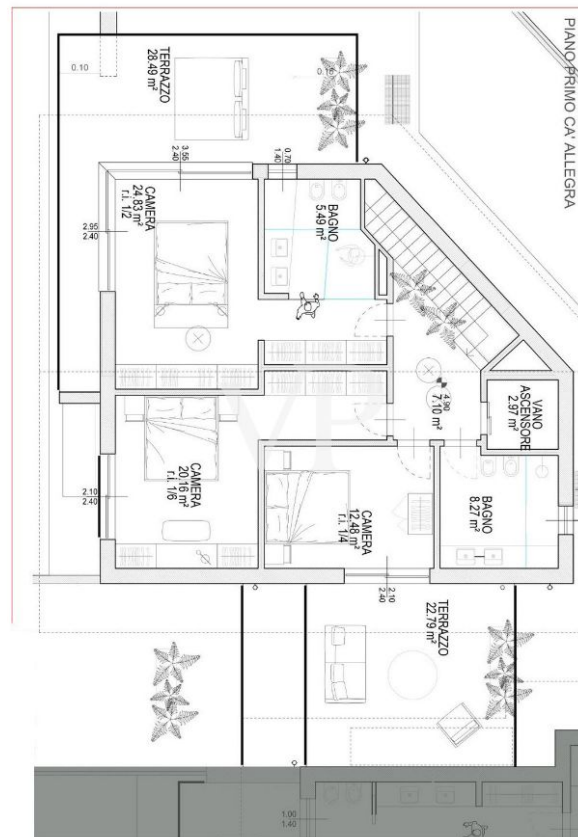 PIANO PRIMO CA' ALLEGRA
TERRAZZO
28.49 m²
0.10
3.55
2.40
0.70
1.40
CAMERA
24,83 m²
r.i. 1/2
BAGNO
5.49 m²
2.95
2.40
4.90
7.10 m²
VANO
ASCENSORE
2.97 m²
CAMERA
20,16 m²
r.i. 1/6
CAMERA
12.48 m²
r.i. 1/4
BAGNO
8.27 m²
2.10
2.40
2.10
2.40
TERRAZZO
22.79 m²
1.00
1.40
VP